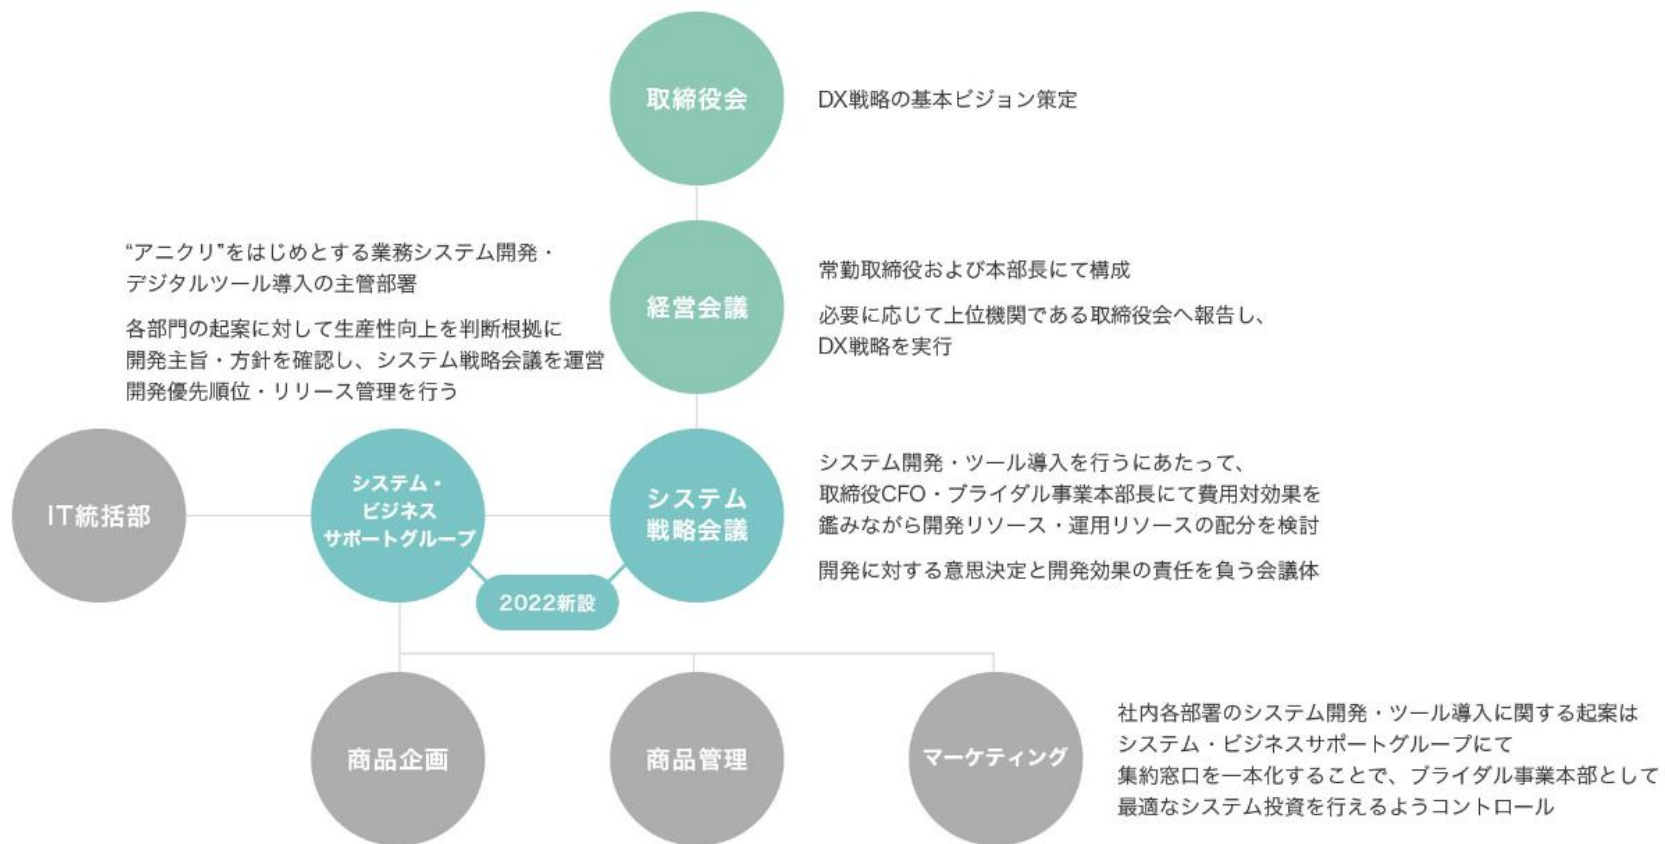 取締役会
DX戦略の基本ビジョン策定
“アニクリ”をはじめとする業務システム開発・
デジタルツール導入の主管部署
各部門の起案に対して生産性向上を判断根拠に
開発主旨・方針を確認し、システム戦略会議を運営
開発優先順位・リリース管理を行う
経営会議
常勤取締役および本部長にて構成
必要に応じて上位機関である取締役会へ報告し、
DX戦略を実行
IT統括部
システム・
ビジネス
サポートグループ
システム
戦略会議
2022新設
システム開発・ツール導入を行うにあたって、
取締役CFO・ブライダル事業本部長にて費用対効果を
鑑みながら開発リソース・運用リソースの配分を検討
開発に対する意思決定と開発効果の責任を負う会議体
商品企画
商品管理
マーケティング
社内各部署のシステム開発・ツール導入に関する起案は
システム・ビジネスサポートグループにて
集約窓口を一本化することで、ブライダル事業本部として
最適なシステム投資を行えるようコントロール